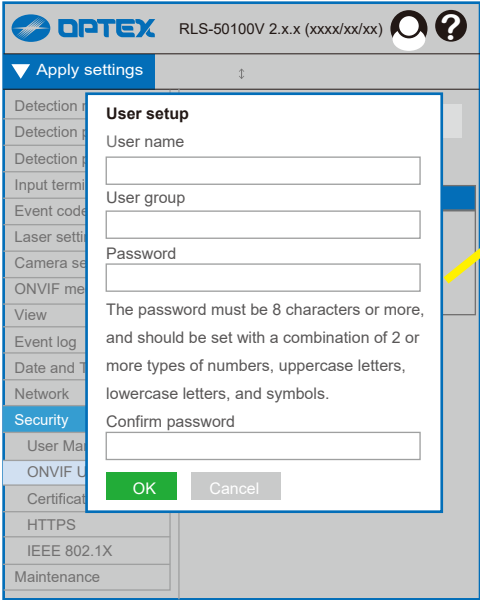 OPTEX RLS-50100V 2.x.x (xxxx/xx/xx) ?
Apply settings
User setup
User name
User group
Password
The password must be 8 characters or more,
and should be set with a combination of 2 or
more types of numbers, uppercase letters,
lowercase letters, and symbols.
Confirm password
OK Cancel
Detection
Detection
Detection
Input termi
Event code
Laser setti
Camera se
ONVIF me
View
Event log
Date and T
Network
Security
User Ma
ONVIF U
Certificat
HTTPS
IEEE 802.1X
Maintenance